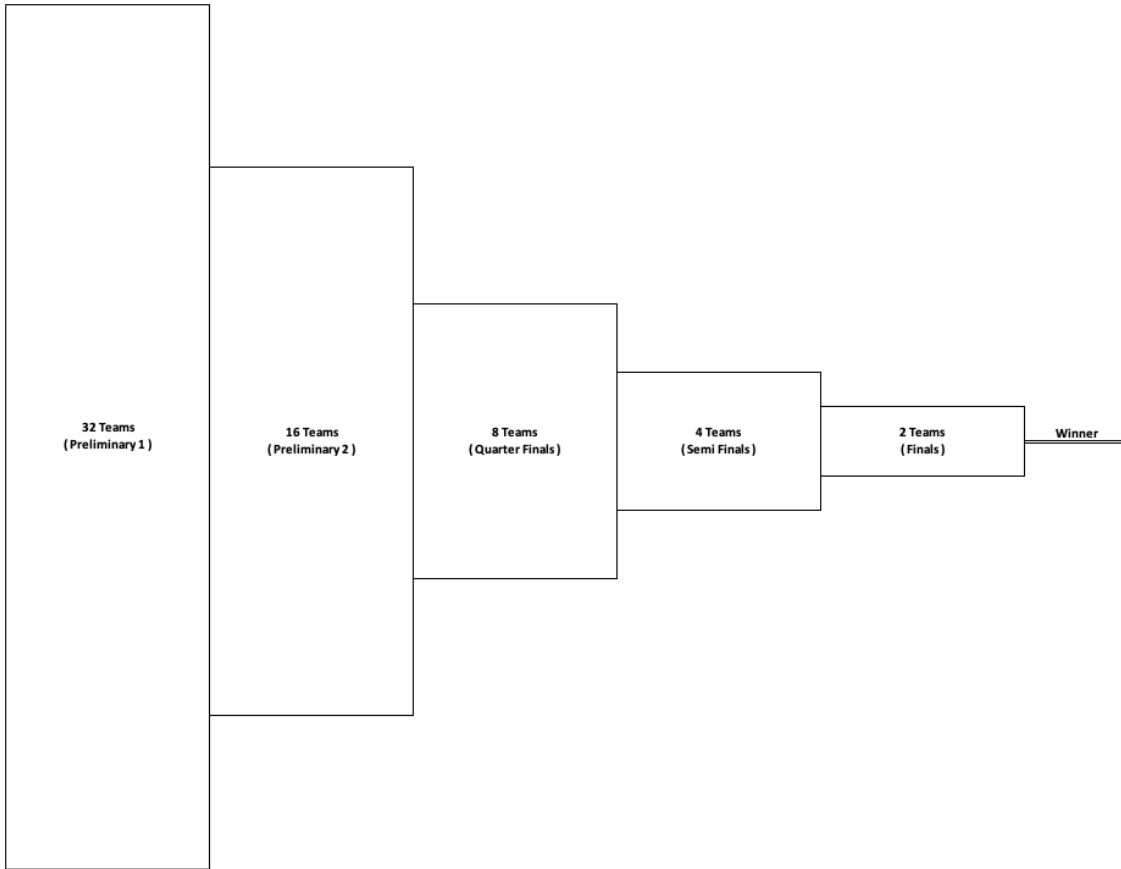 32 Teams
( Preliminary 1 )
16 Teams
( Preliminary 2 )
8 Teams
( Quarter Finals )
4 Teams
( Semi Finals )
2 Teams
( Finals )
Winner